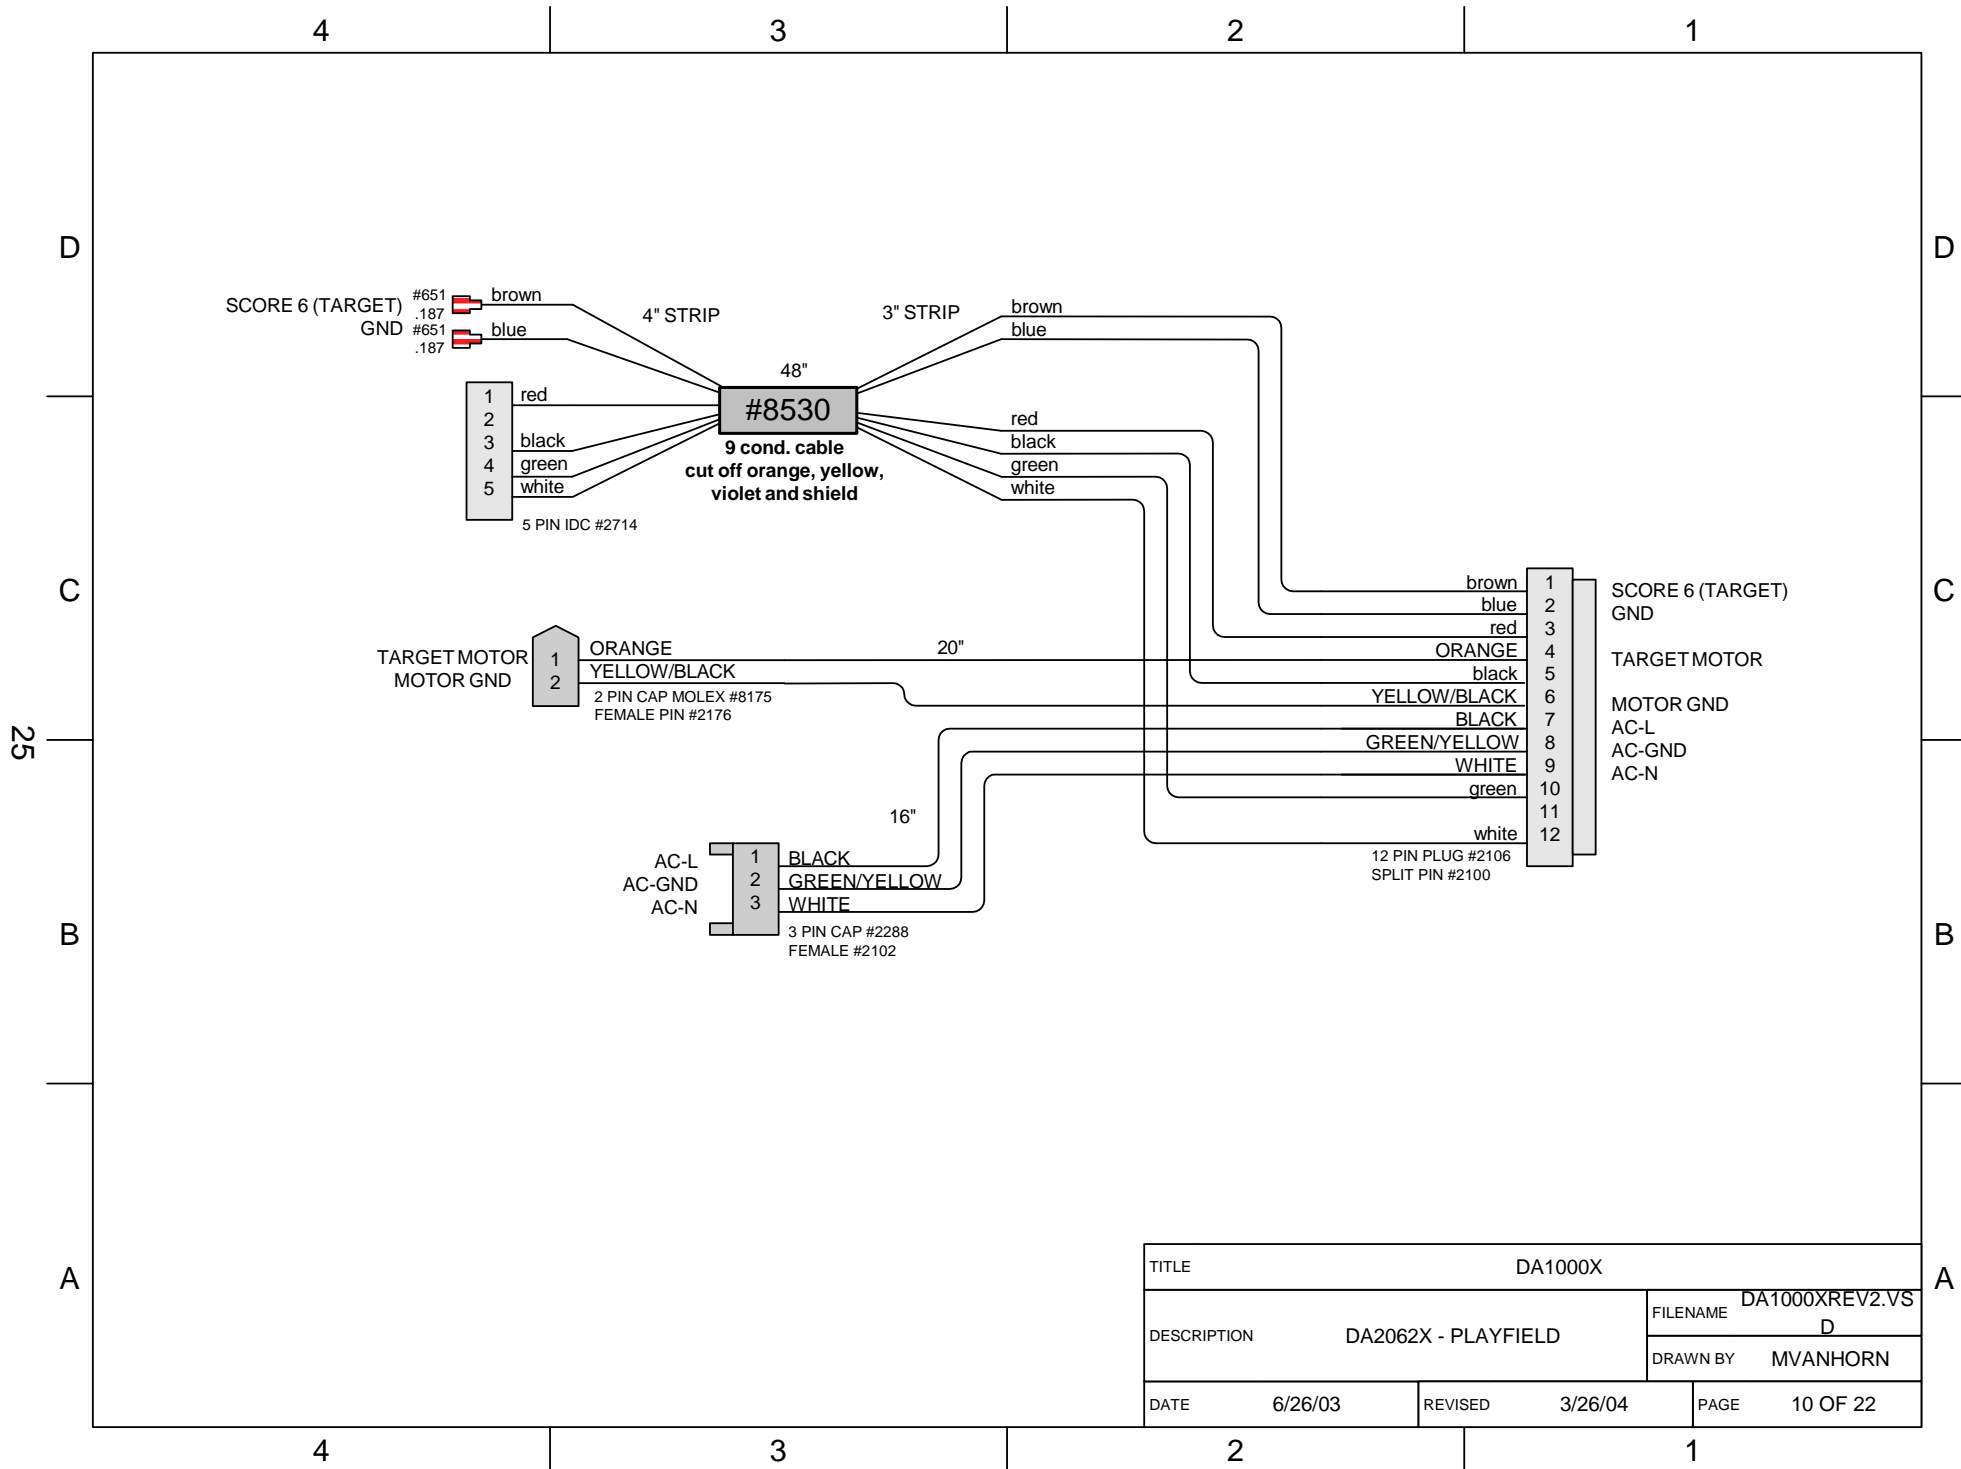 4 3 2 1
D D
SCORE 6 (TARGET) #651 .187 brown
GND #651 .187 blue
4" STRIP
3" STRIP
brown
blue
48"
#8530
9 cond. cable
cut off orange, yellow,
violet and shield
1 red
2
3 black
4 green
5 white
5 PIN IDC #2714
red
black
green
white
C C
TARGET MOTOR 1 ORANGE
MOTOR GND 2 YELLOW/BLACK
2 PIN CAP MOLEX #8175
FEMALE PIN #2176
20"
brown 1 SCORE 6 (TARGET)
blue 2 GND
red 3
ORANGE 4 TARGET MOTOR
black 5
YELLOW/BLACK 6 MOTOR GND
BLACK 7 AC-L
GREEN/YELLOW 8 AC-GND
WHITE 9 AC-N
green 10
11
white 12
12 PIN PLUG #2106
SPLIT PIN #2100
25
16"
AC-L 1 BLACK
AC-GND 2 GREEN/YELLOW
AC-N 3 WHITE
3 PIN CAP #2288
FEMALE #2102
B B
A A
TITLE DA1000X
DESCRIPTION DA2062X - PLAYFIELD
FILENAME DA1000XREV2.VS
D
DRAWN BY MVANHORN
DATE 6/26/03 REVISED 3/26/04 PAGE 10 OF 22
4 3 2 1